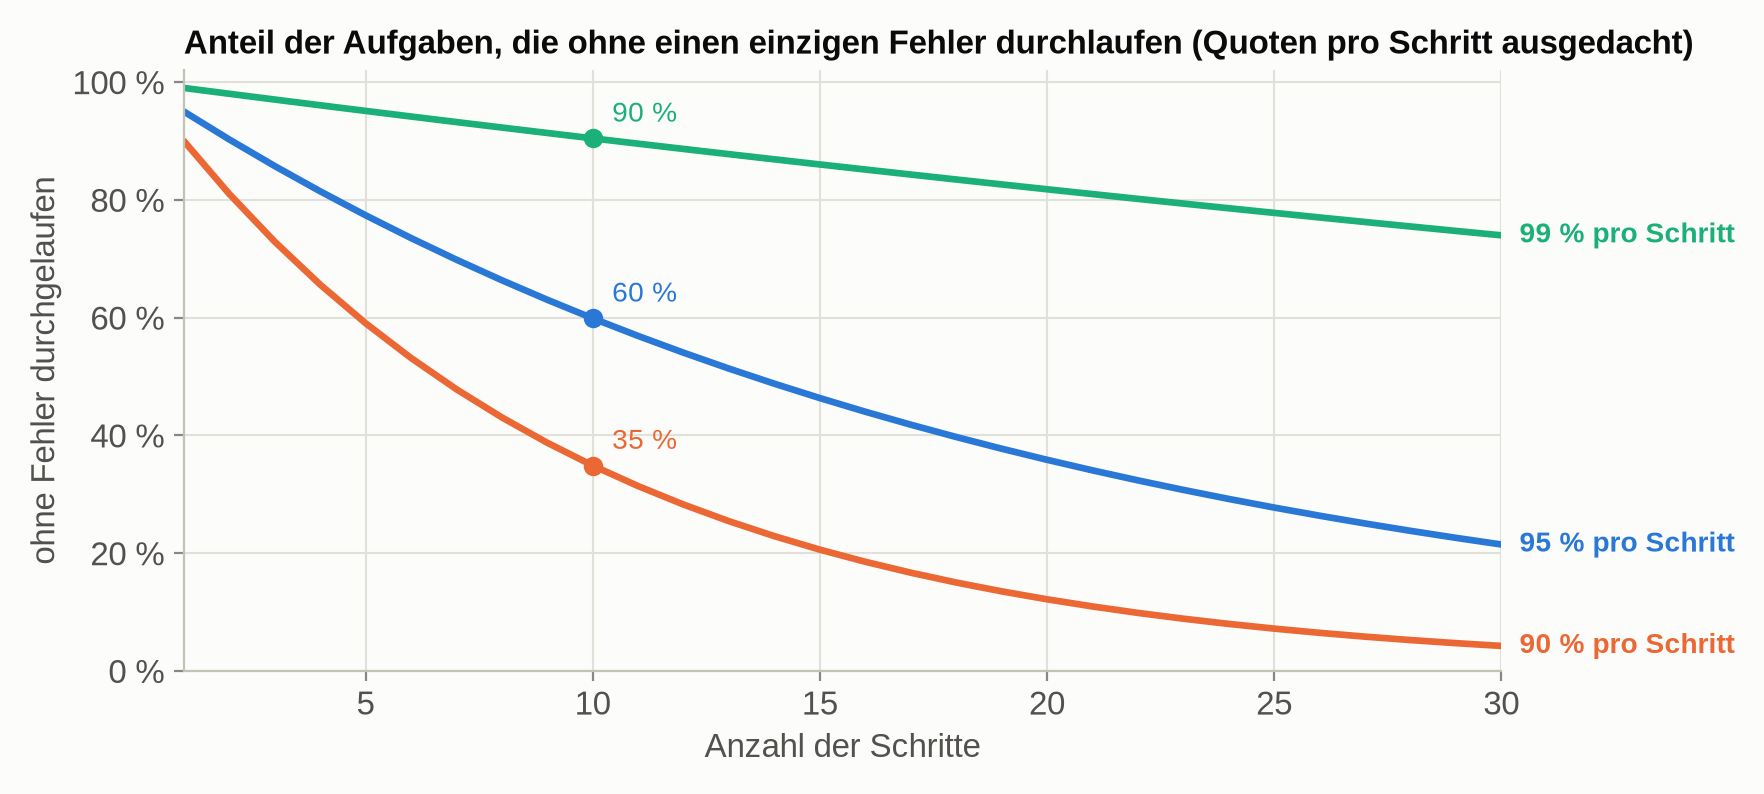 Anteil der Aufgaben, die ohne einen einzigen Fehler durchlaufen (Quoten pro Schritt ausgedacht)
ohne Fehler durchgelaufen
100 %
80 %
60 %
40 %
20 %
0 %
90 %
60 %
35 %
99 % pro Schritt
95 % pro Schritt
90 % pro Schritt
5 10 15 20 25 30
Anzahl der Schritte